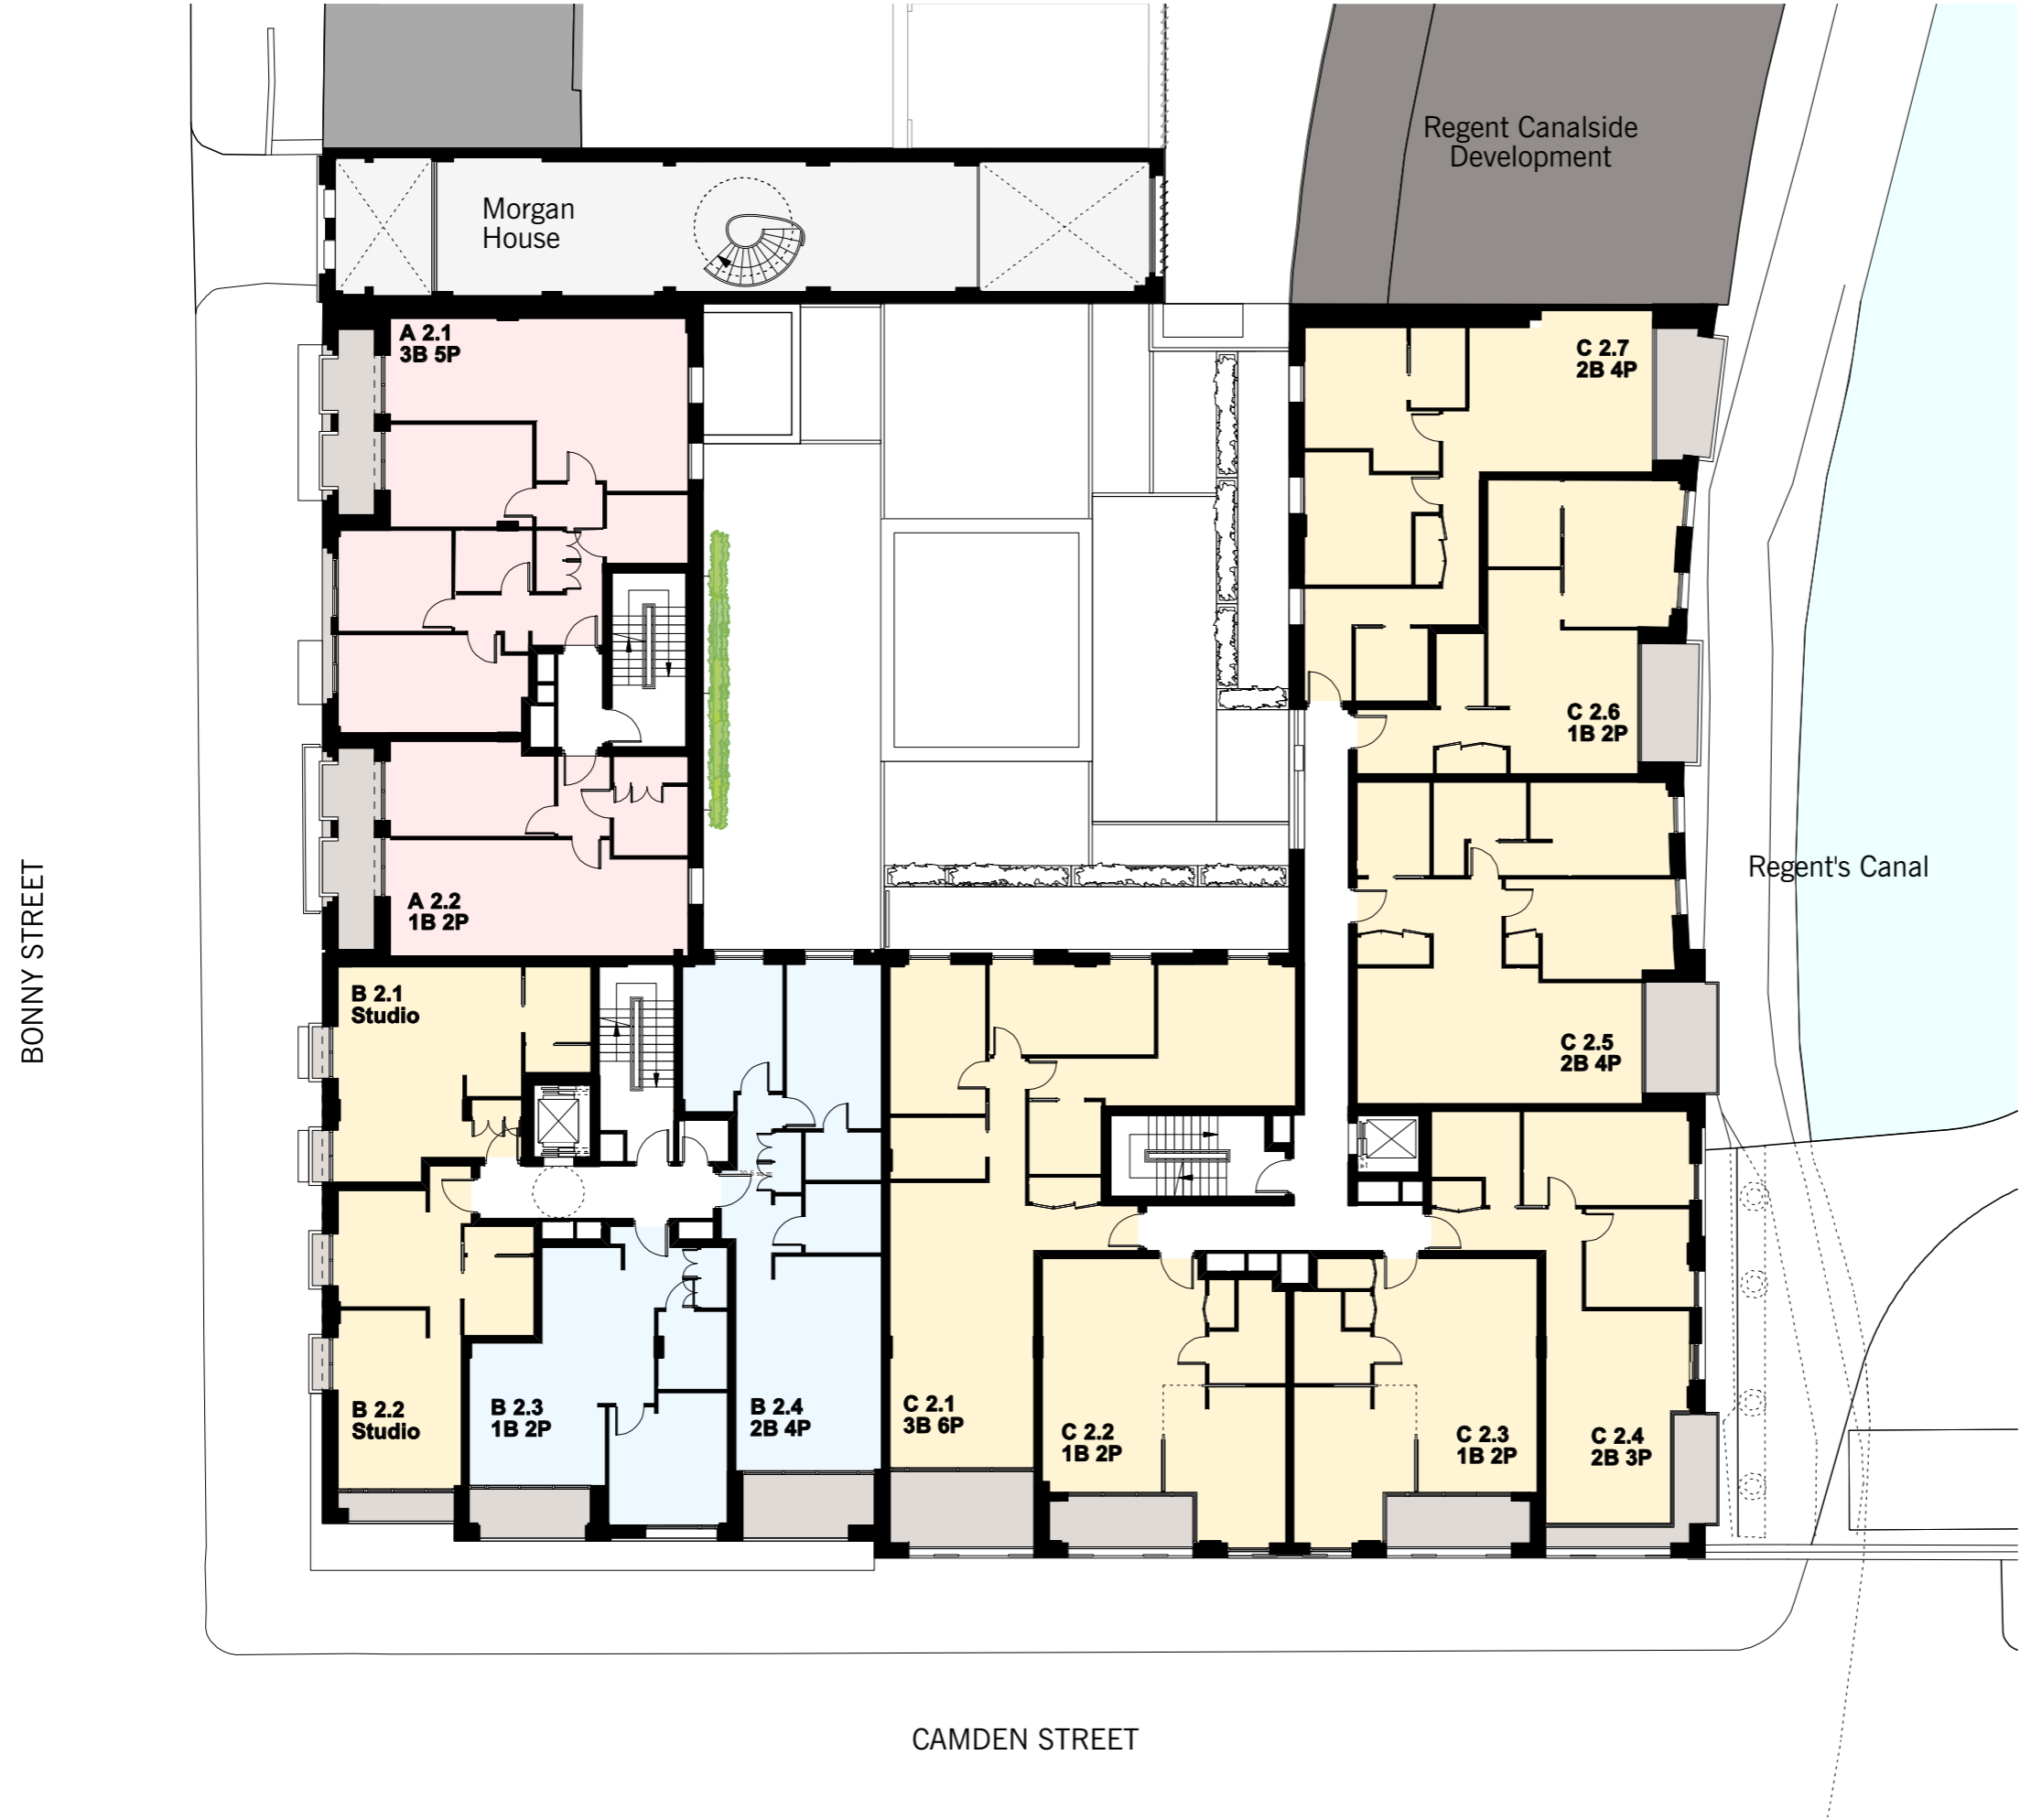 Regent Canalside
Development
Morgan
House
A 2.1
3B 5P
C 2.7
2B 4P
C 2.6
1B 2P
A 2.2
1B 2P
Regent's Canal
BONNY STREET
B 2.1
Studio
C 2.5
2B 4P
B 2.2
Studio
B 2.3
1B 2P
B 2.4
2B 4P
C 2.1
3B 6P
C 2.2
1B 2P
C 2.3
1B 2P
C 2.4
2B 3P
CAMDEN STREET